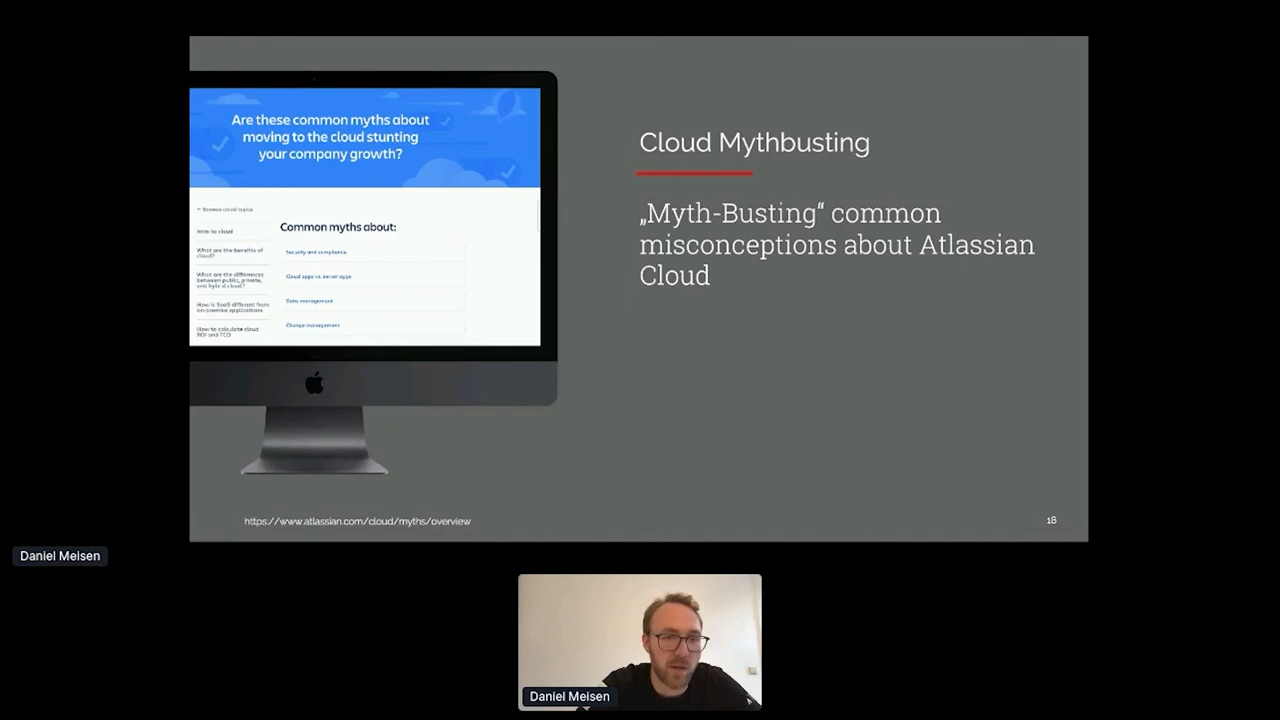 Are these common myths about
moving to the cloud stunting
your company growth?
← Browse cloud topics
Intro to cloud
What are the benefits of
cloud?
What are the differences
between public, private,
and hybrid cloud?
How is SaaS different from
on-premise applications
How to calculate cloud
ROI and TCO
Common myths about:
Security and compliance
Cloud apps vs. server apps
Data management
Change management
Cloud Mythbusting
„Myth-Busting“ common
misconceptions about Atlassian
Cloud
https://www.atlassian.com/cloud/myths/overview
18
Daniel Meisen
Daniel Meisen